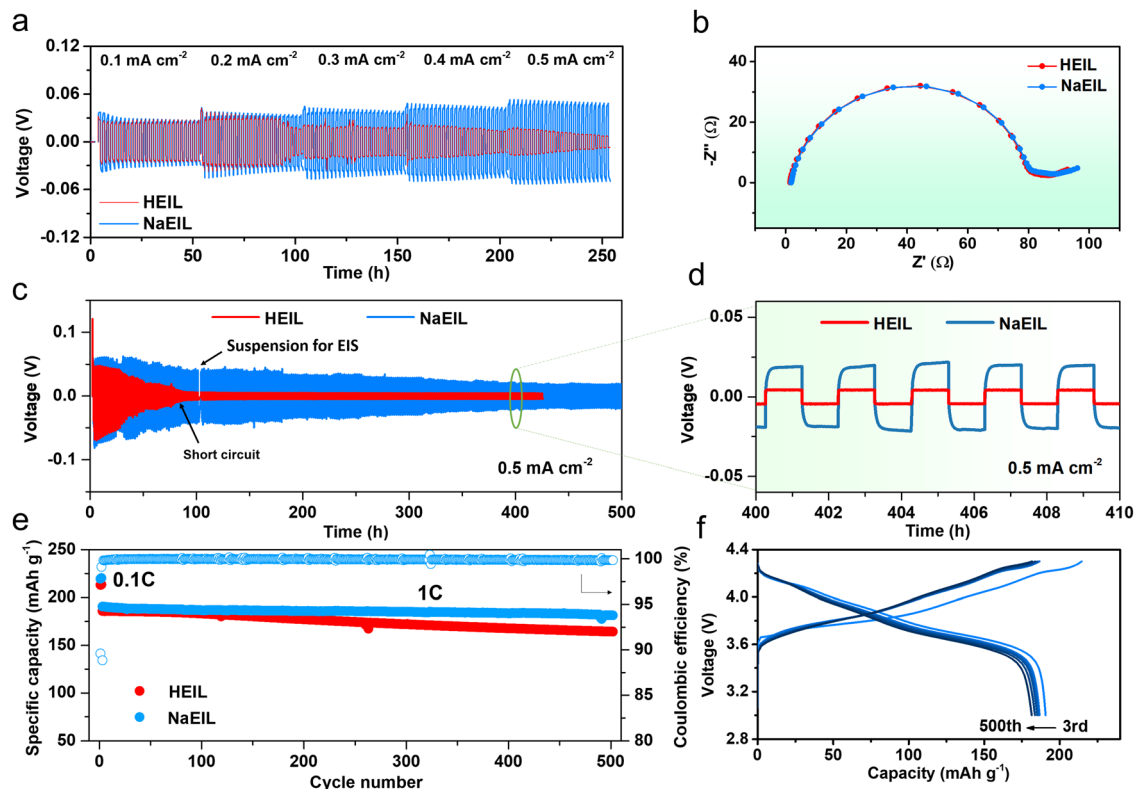 a
0.12
0.06
0.00
-0.06
-0.12
Voltage (V)
0.1 mA cm-2
0.2 mA cm-2
0.3 mA cm-2
0.4 mA cm-2
0.5 mA cm-2
HEIL
NaEIL
0 50 100 150 200 250
Time (h)
b
40
20
0
-Z'' (Ω)
HEIL
NaEIL
0 20 40 60 80 100
Z' (Ω)
c
0.1
0.0
-0.1
Voltage (V)
HEIL
NaEIL
Suspension for EIS
Short circuit
0.5 mA cm-2
0 100 200 300 400 500
Time (h)
d
0.05
0.00
-0.05
Voltage (V)
HEIL
NaEIL
0.5 mA cm-2
400 402 404 406 408 410
Time (h)
e
250
225
200
175
150
125
100
75
50
Specific capacity (mAh g-1)
0.1C
1C
HEIL
NaEIL
100
95
90
85
80
Coulombic efficiency (%)
0 100 200 300 400 500
Cycle number
f
4.4
4.0
3.6
3.2
2.8
Voltage (V)
500th
3rd
0 50 100 150 200
Capacity (mAh g-1)